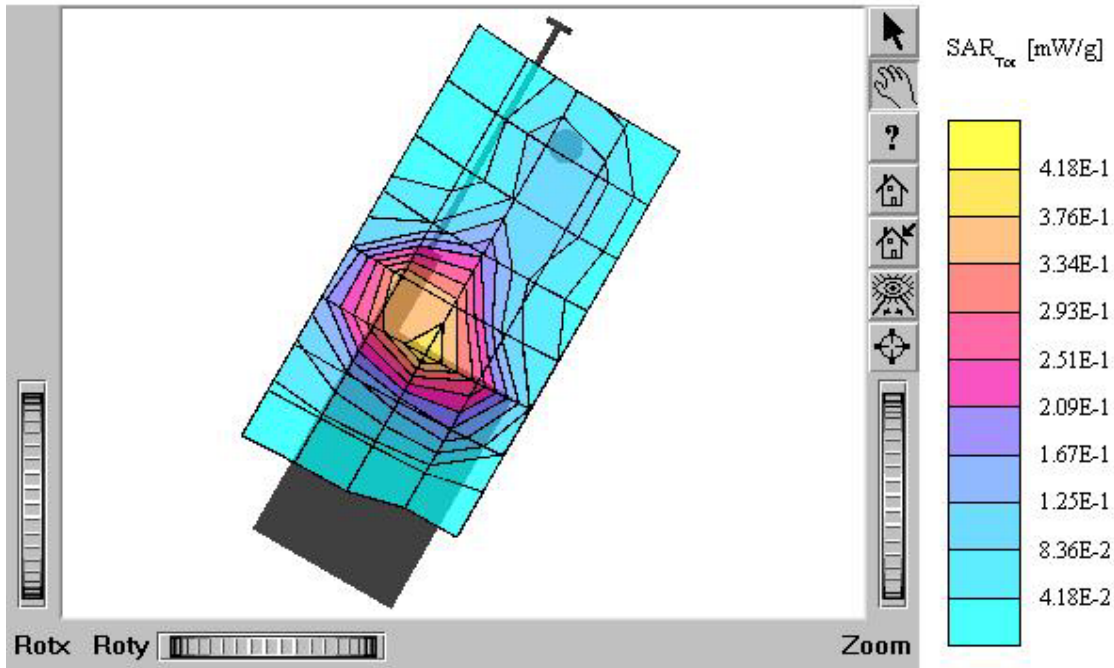 SAR_Tot [mW/g]
?
4.18E-1
3.76E-1
3.34E-1
2.93E-1
2.51E-1
2.09E-1
1.67E-1
1.25E-1
8.36E-2
4.18E-2
Rotx Roty Zoom